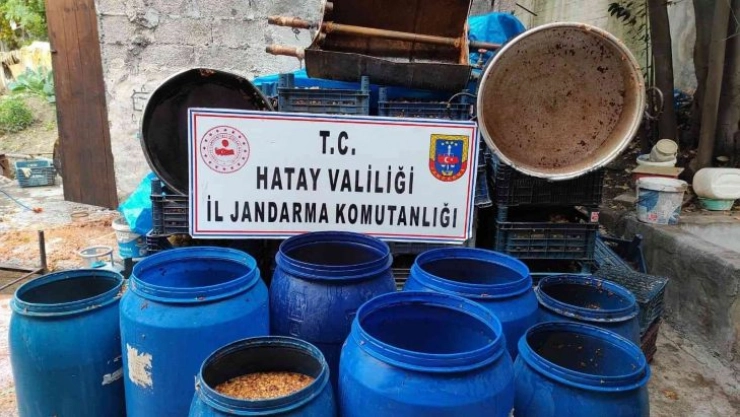 T.C.
HATAY VALİLİĞİ
İL JANDARMA KOMUTANLIĞI